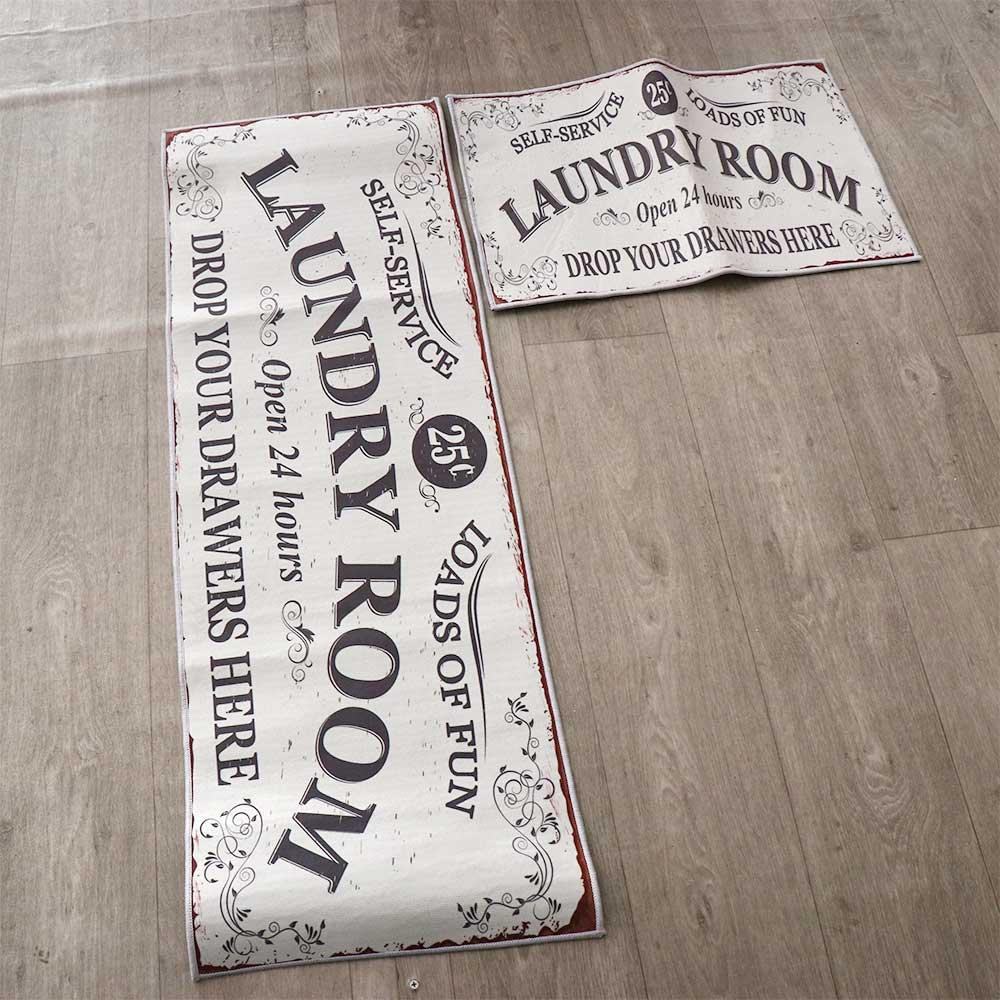 SELF-SERVICE
25¢
LOADS OF FUN
LAUNDRY ROOM
Open 24 hours
DROP YOUR DRAWERS HERE
SELF-SERVICE
25¢
LOADS OF FUN
LAUNDRY ROOM
Open 24 hours
DROP YOUR DRAWERS HERE